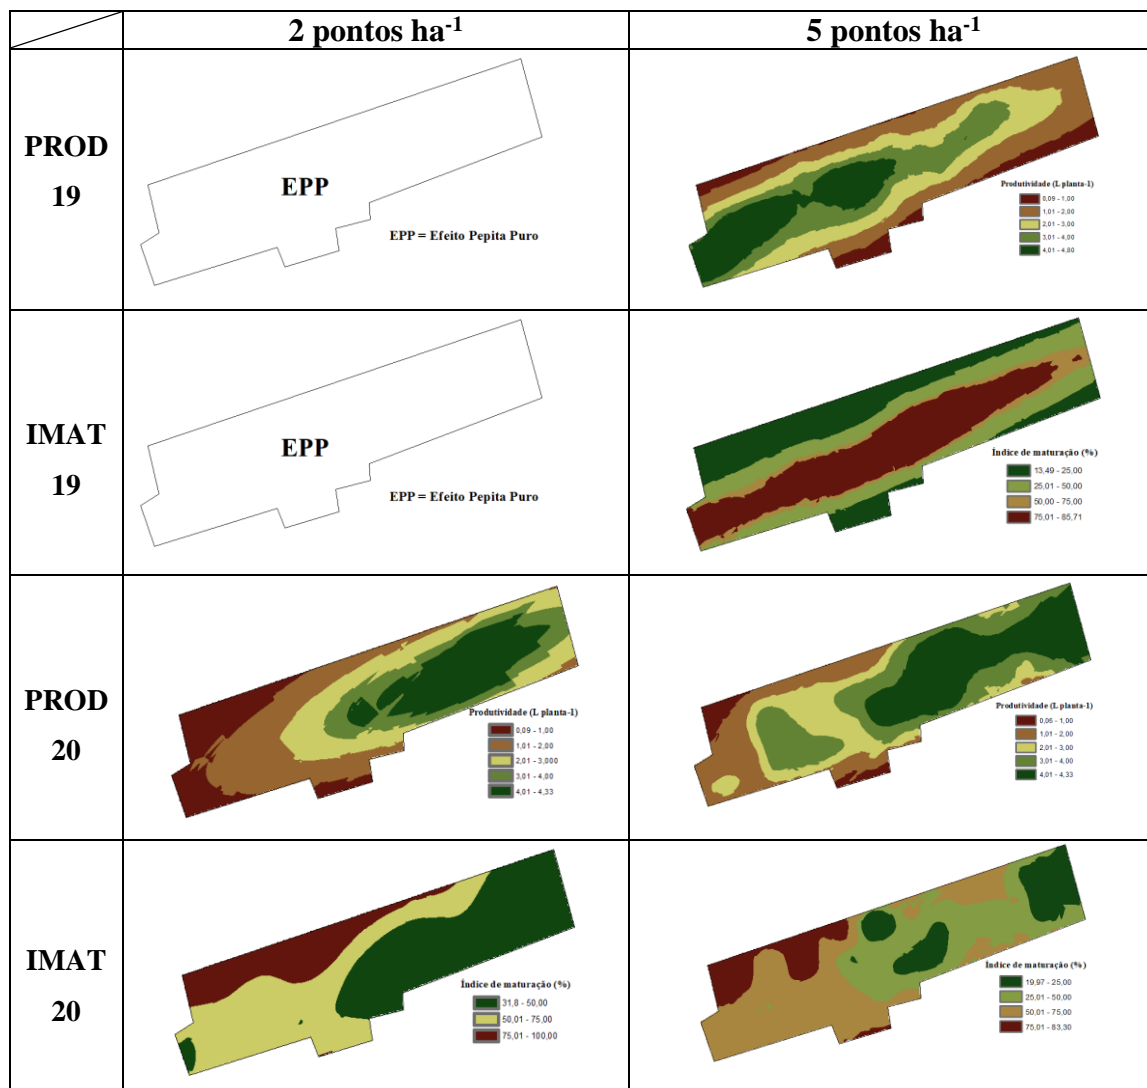 2 pontos ha-1
5 pontos ha-1
PROD
19
EPP
EPP = Efeito Pepita Puro
Produtividade (L planta-1)
0,09 - 1,00
1,01 - 2,00
2,01 - 3,00
3,01 - 4,00
4,01 - 4,80
IMAT
19
EPP
EPP = Efeito Pepita Puro
Índice de maturação (%)
13,49 - 25,00
25,01 - 50,00
50,00 - 75,00
75,01 - 85,71
PROD
20
Produtividade (L planta-1)
0,09 - 1,00
1,01 - 2,00
2,01 - 3,000
3,01 - 4,00
4,01 - 4,33
Produtividade (L planta-1)
0,06 - 1,00
1,01 - 2,00
2,01 - 3,00
3,01 - 4,00
4,01 - 4,33
IMAT
20
Índice de maturação (%)
31,8 - 50,00
50,01 - 75,00
75,01 - 100,00
Índice de maturação (%)
19,97 - 25,00
25,01 - 50,00
50,01 - 75,00
75,01 - 83,30